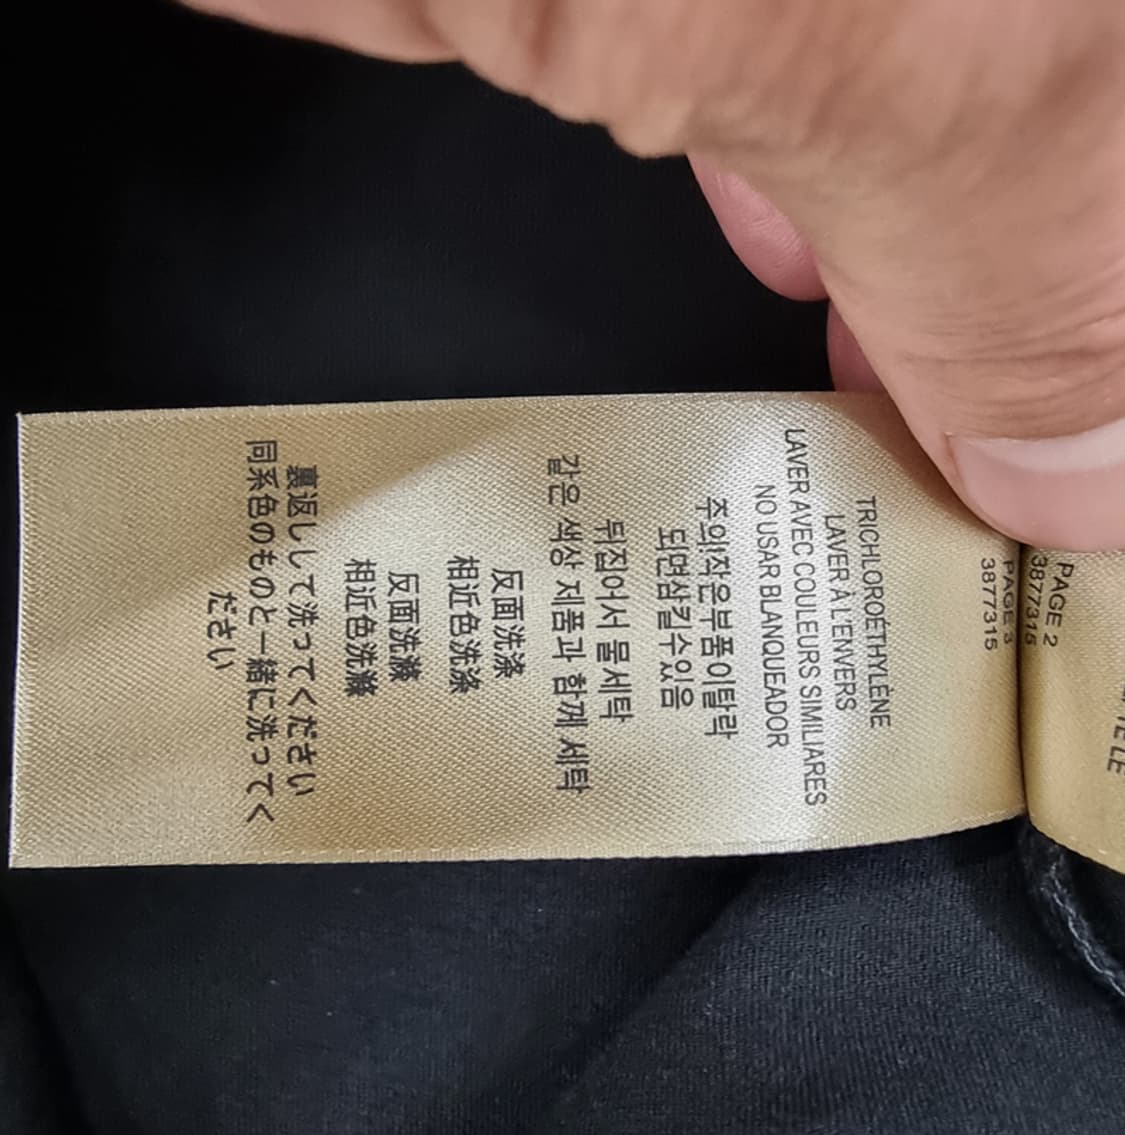 PAGE 2
3877315
PAGE 3
3877315
TRICHLOROÉTHYLÈNE
LAVER À L'ENVERS
LAVER AVEC COULEURS SIMILIARES
NO USAR BLANQUEADOR
주의!작은부품이탈락
되면삼킬수있음
뒤집어서 물세탁
같은 색상 제품과 함께 세탁
反面洗涤
相近色洗涤
反面洗滌
相近色洗滌
裏返しして洗ってください
同系色のものと一緒に洗ってく
ださい